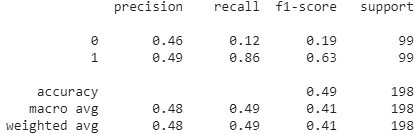 precision recall f1-score support
0 0.46 0.12 0.19 99
1 0.49 0.86 0.63 99
accuracy 0.49 198
macro avg 0.48 0.49 0.41 198
weighted avg 0.48 0.49 0.41 198